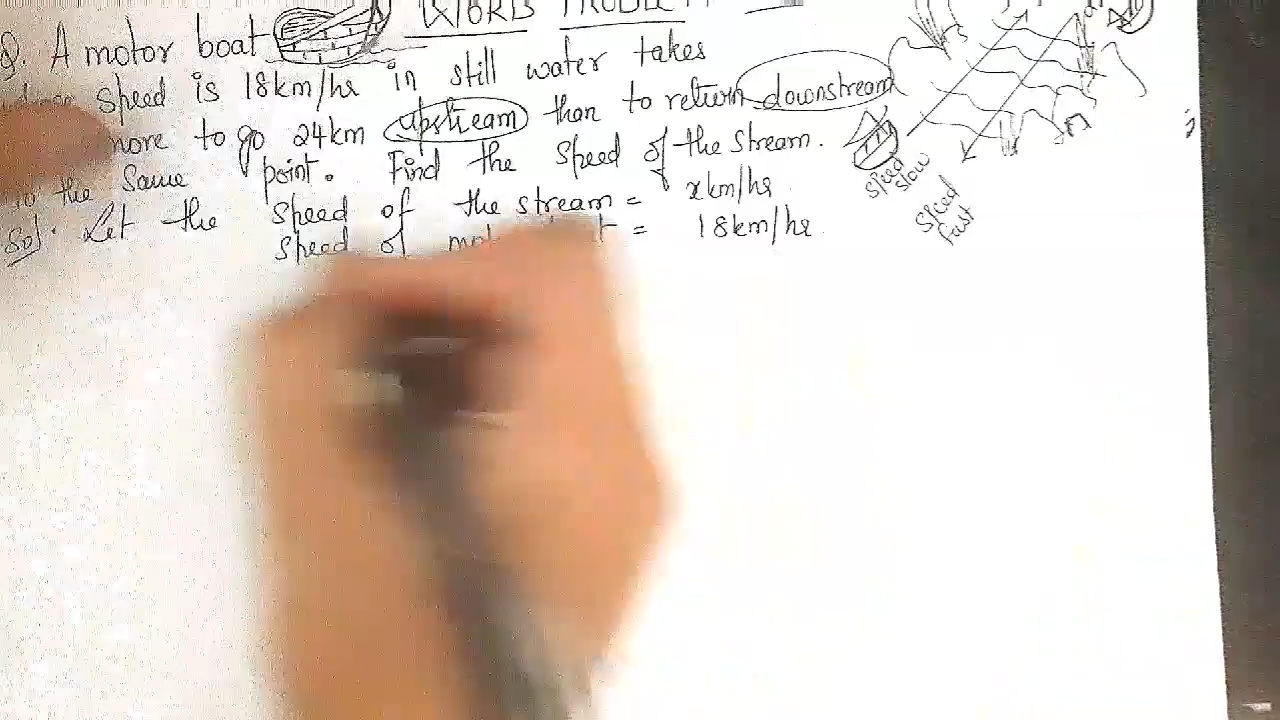 WORD PROBLEM
Q. A motor boat
speed is 18km/hr in still water takes
more to go 24km upstream than to return downstream
to the same point. Find the speed of the stream.
Sol Let the speed of the stream = x km/hr
speed of = 18km/hr
Speed slow
Speed fast